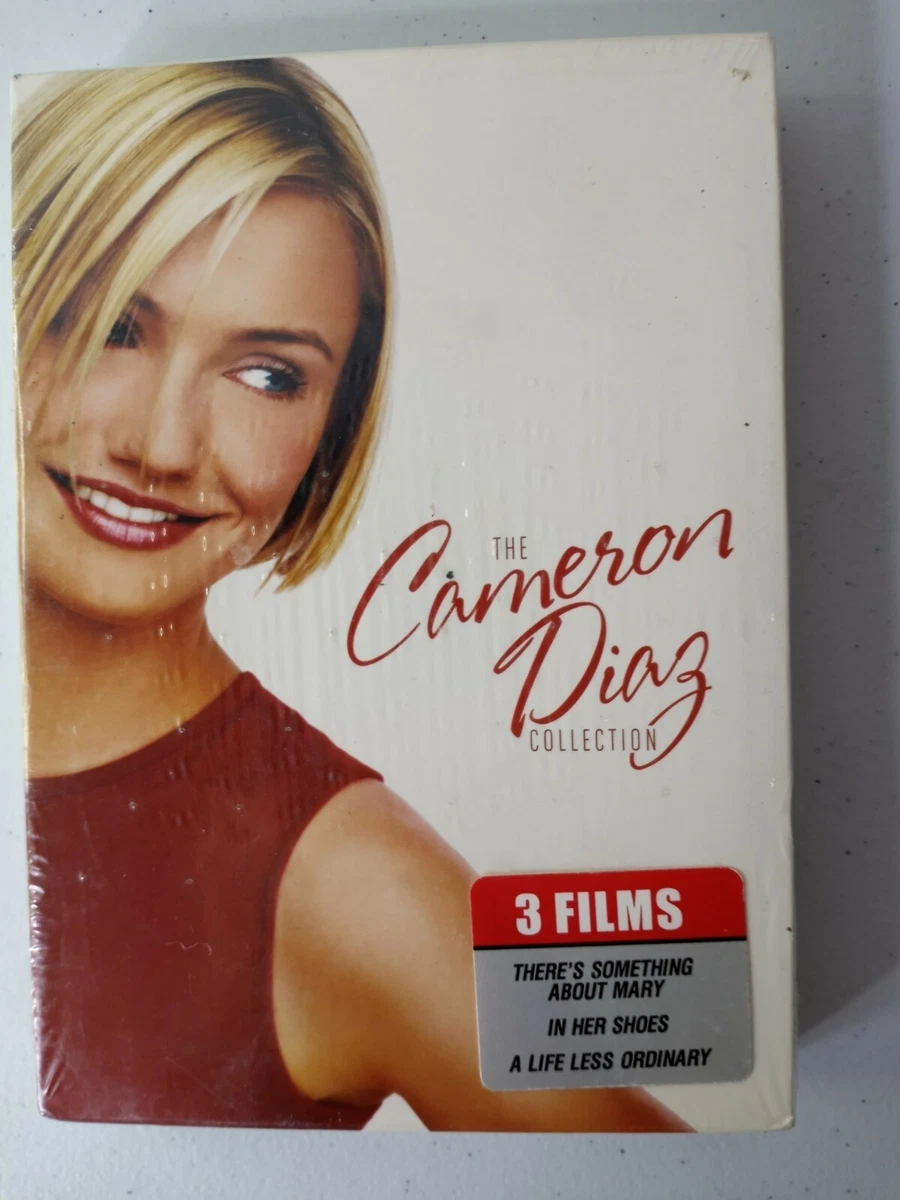 THE
Cameron
Diaz
COLLECTION
3 FILMS
THERE'S SOMETHING
ABOUT MARY
IN HER SHOES
A LIFE LESS ORDINARY